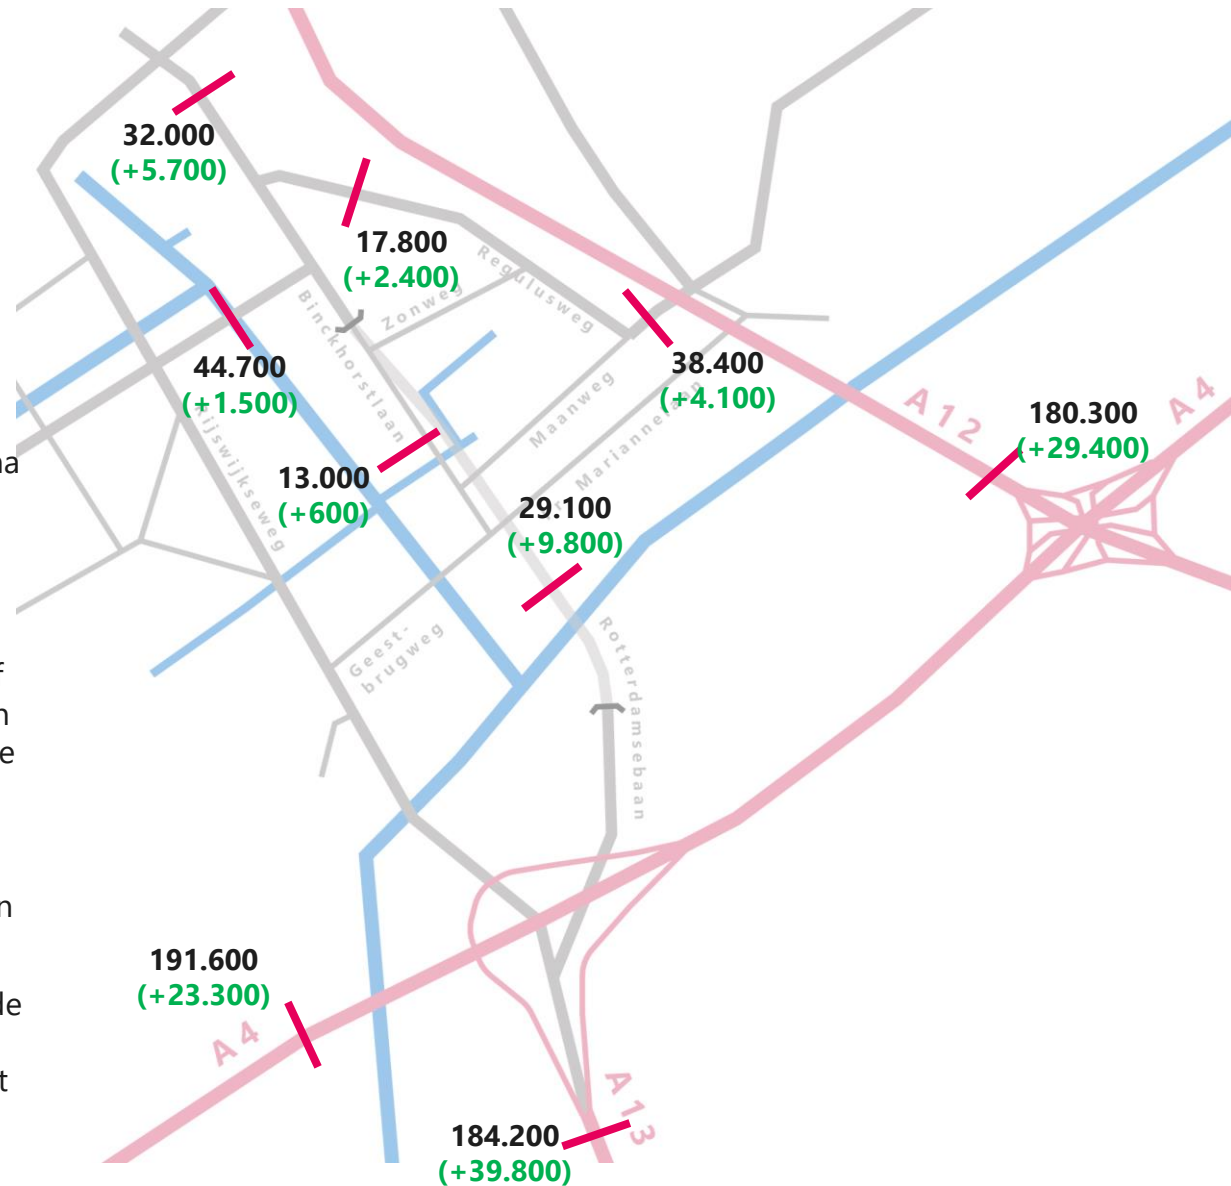 32.000
(+5.700)
17.800
(+2.400)
Regulusweg
Zonweg
Binckhorstlaan
44.700
(+1.500)
38.400
(+4.100)
Maanweg
Mariannelaan
A12
A4
180.300
(+29.400)
Rijswijkseweg
13.000
(+600)
29.100
(+9.800)
Geest-
brugweg
Rotterdamsebaan
191.600
(+23.300)
A4
A13
184.200
(+39.800)